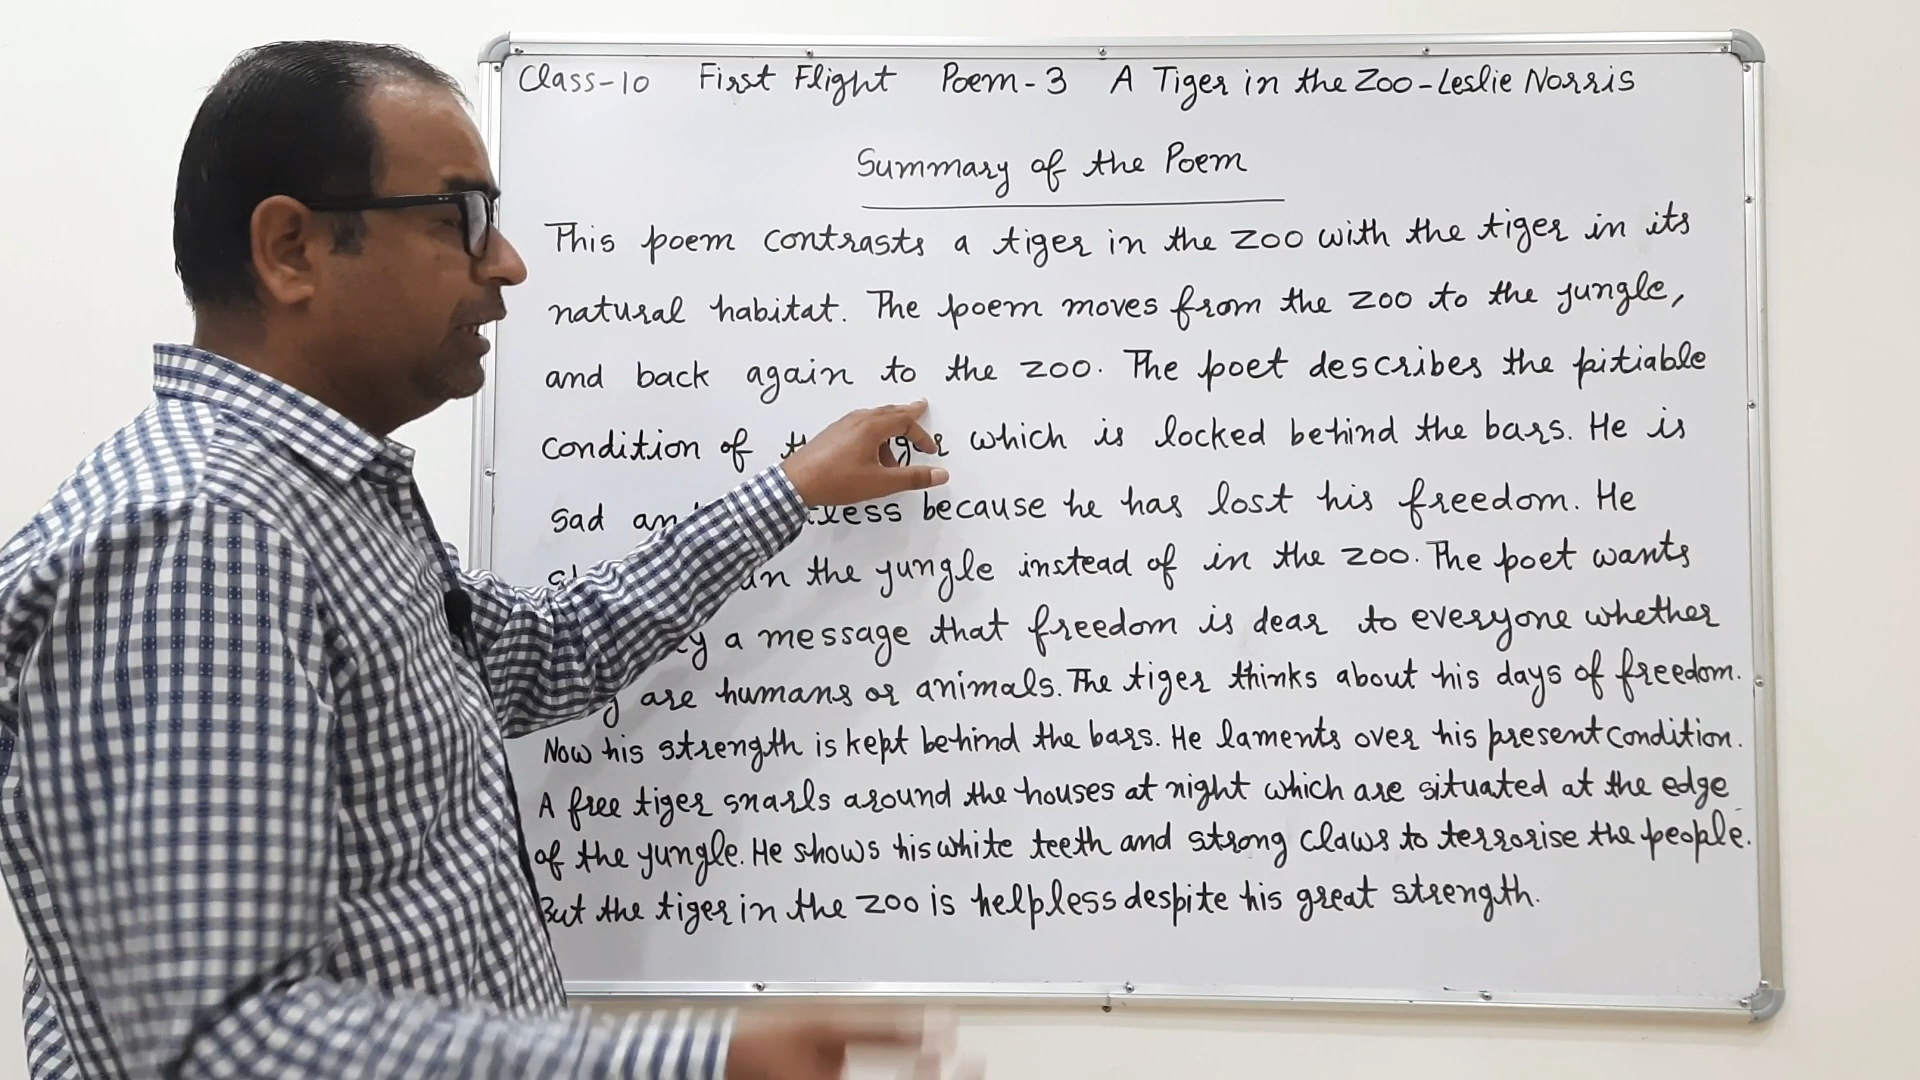 Class-10 First Flight Poem-3 A Tiger in the Zoo-Leslie Norris
Summary of the Poem
This poem contrasts a tiger in the zoo with the tiger in its
natural habitat. The poem moves from the zoo to the jungle,
and back again to the zoo. The poet describes the pitiable
condition of which is locked behind the bars. He is
sad because he has lost his freedom. He
in the jungle instead of in the zoo. The poet wants
a message that freedom is dear to everyone whether
are humans or animals. The tiger thinks about his days of freedom.
Now his strength is kept behind the bars. He laments over his present condition.
A free tiger snarls around the houses at night which are situated at the edge
of the jungle. He shows his white teeth and strong claws to terrorise the people.
But the tiger in the zoo is helpless despite his great strength.